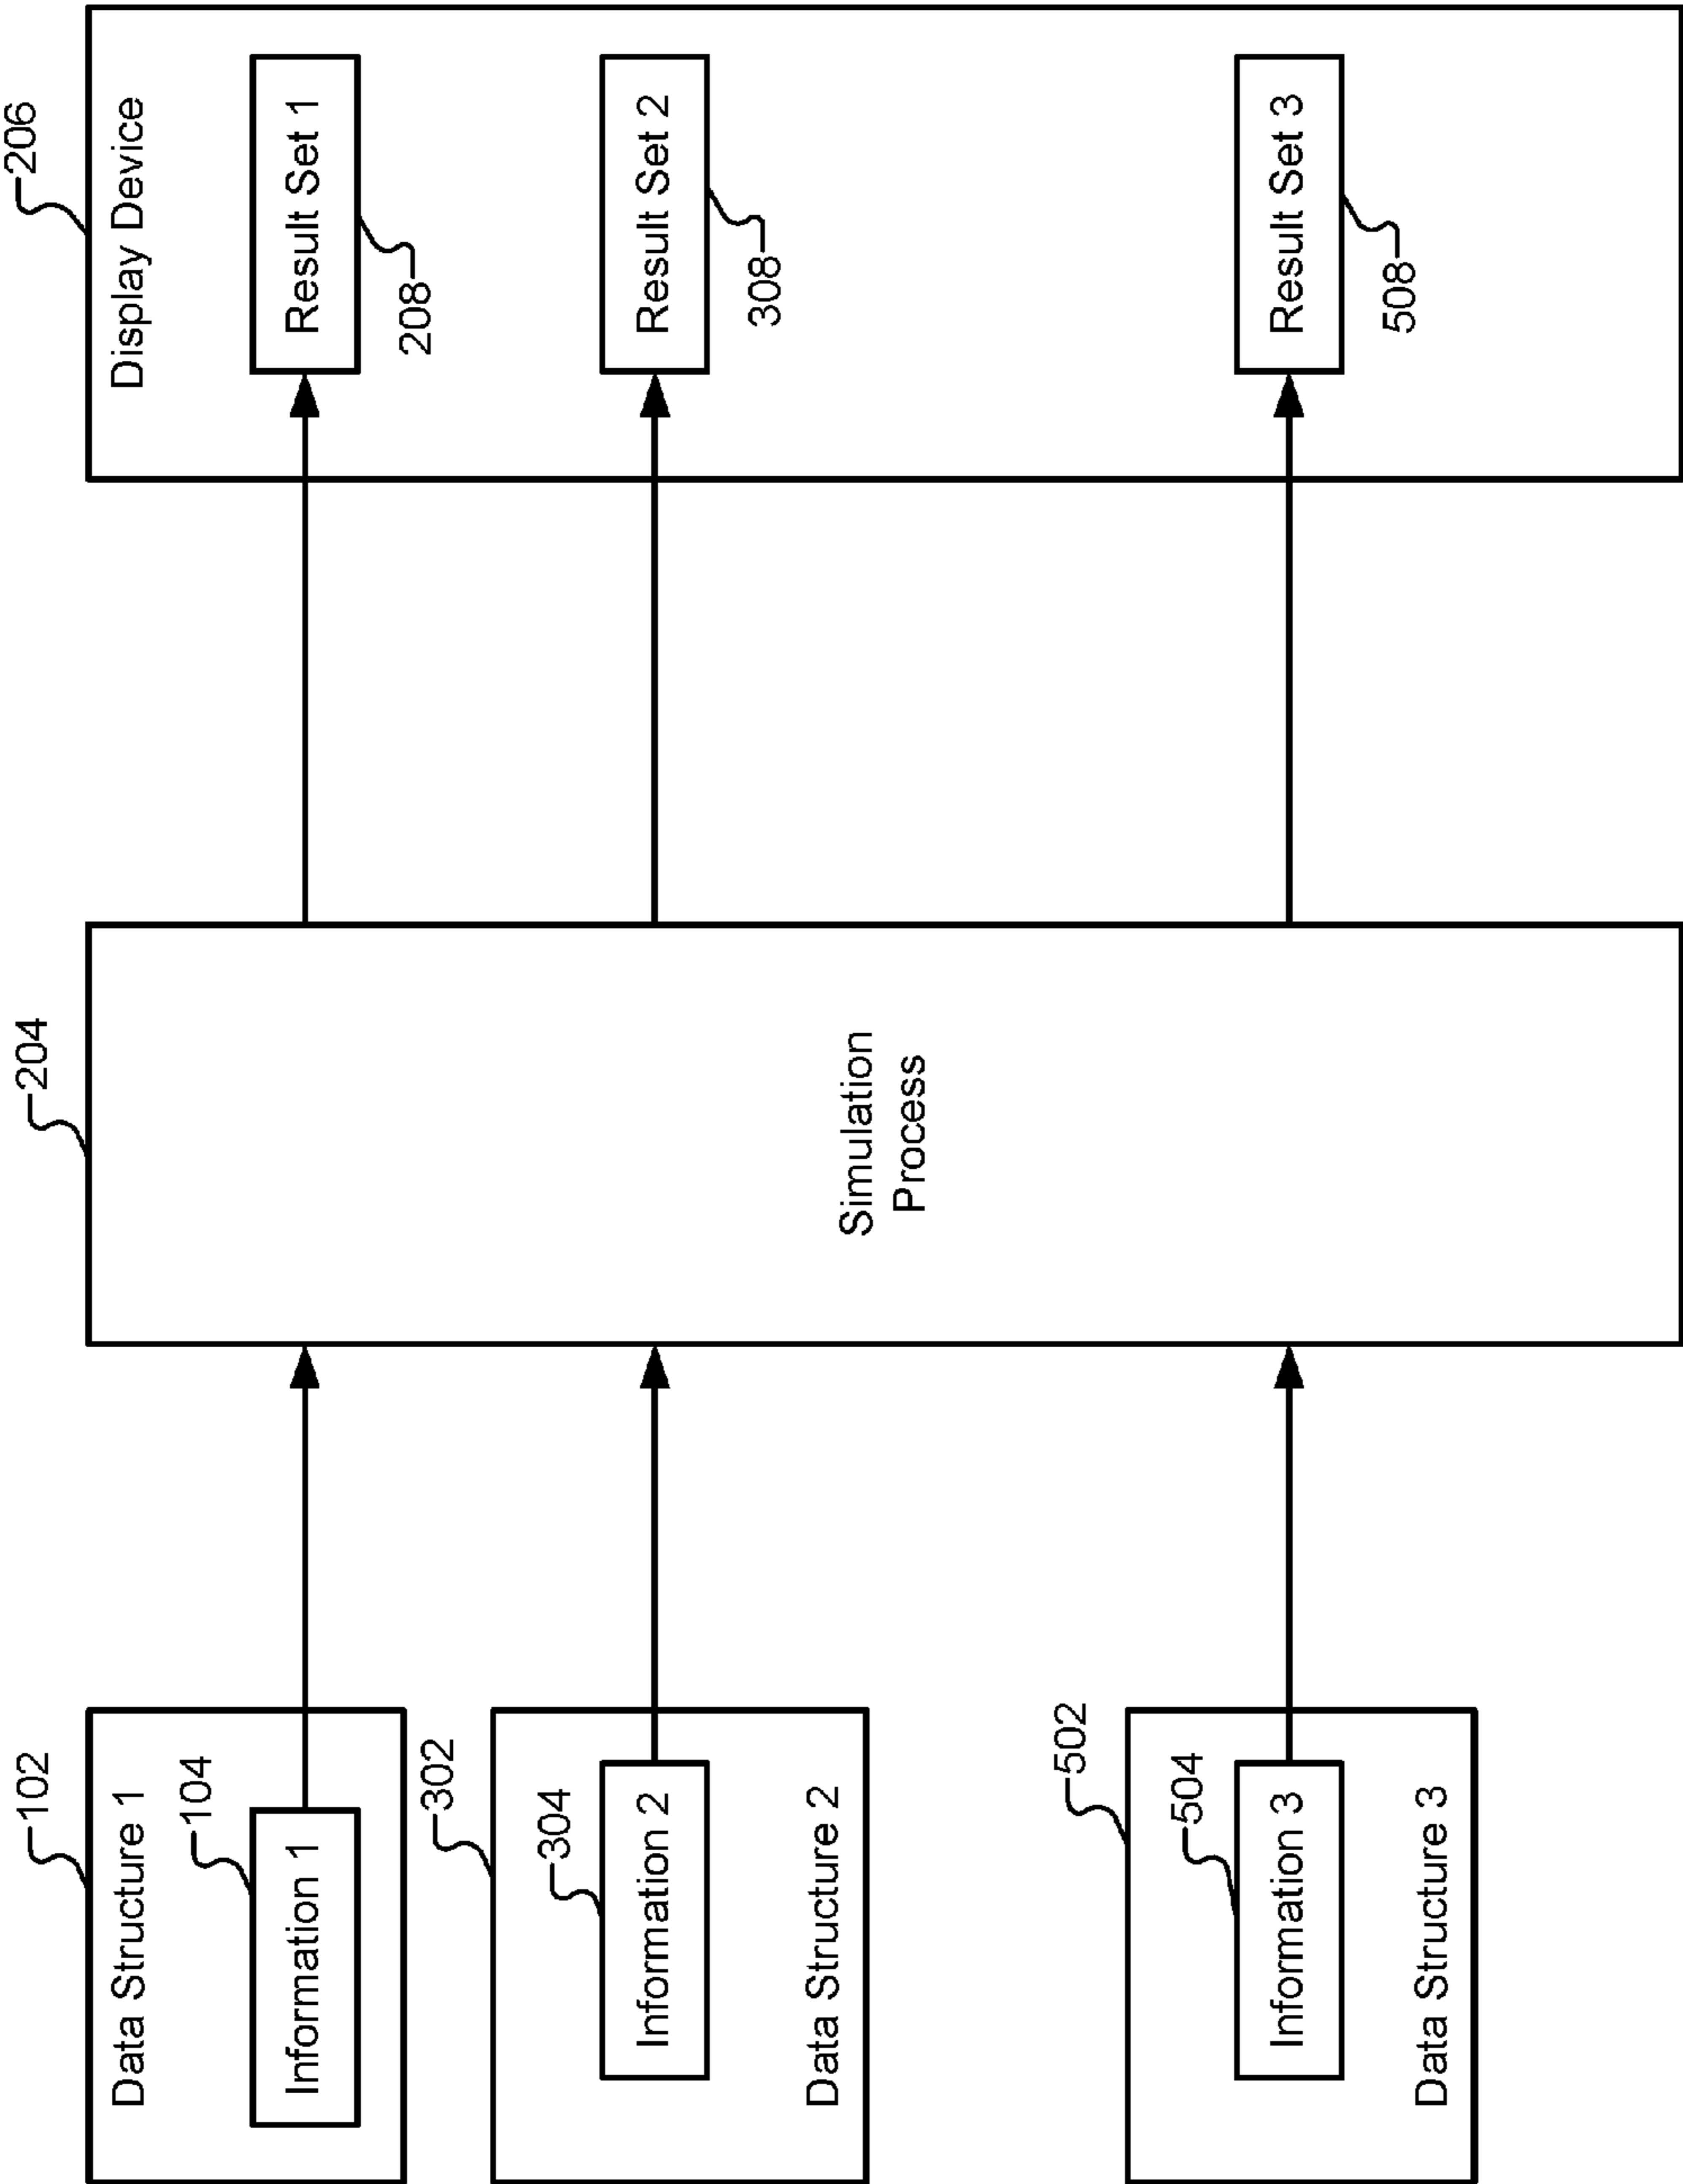 102
Data Structure 1
104
Information 1
302
304
Information 2
Data Structure 2
502
504
Information 3
Data Structure 3
204
Simulation
Process
206
Display Device
Result Set 1
208
Result Set 2
308
Result Set 3
508